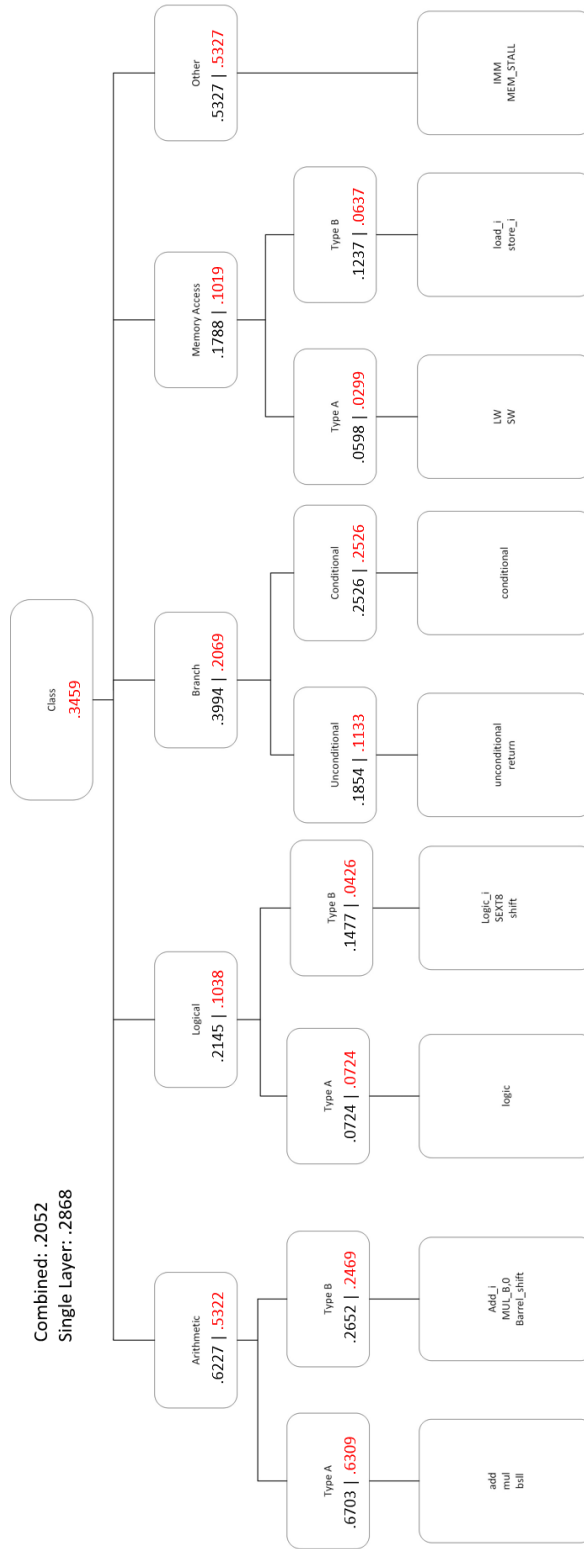 Combined: .2052
Single Layer: .2868
Class
.3459
Arithmetic
.6227 | .5322
Logical
.2145 | .1038
Branch
.3994 | .2069
Memory Access
.1788 | .1019
Other
.5327 | .5327
Type A
.6703 | .6309
Type B
.2652 | .2469
Type A
.0724 | .0724
Type B
.1477 | .0426
Unconditional
.1854 | .1133
Conditional
.2526 | .2526
Type A
.0598 | .0299
Type B
.1237 | .0637
add
mul
bsll
Add_i
MUL_B,0
Barrel_shift
logic
Logic_i
SEXT8
shift
unconditional
return
conditional
LW
SW
load_i
store_i
IMM
MEM_STALL